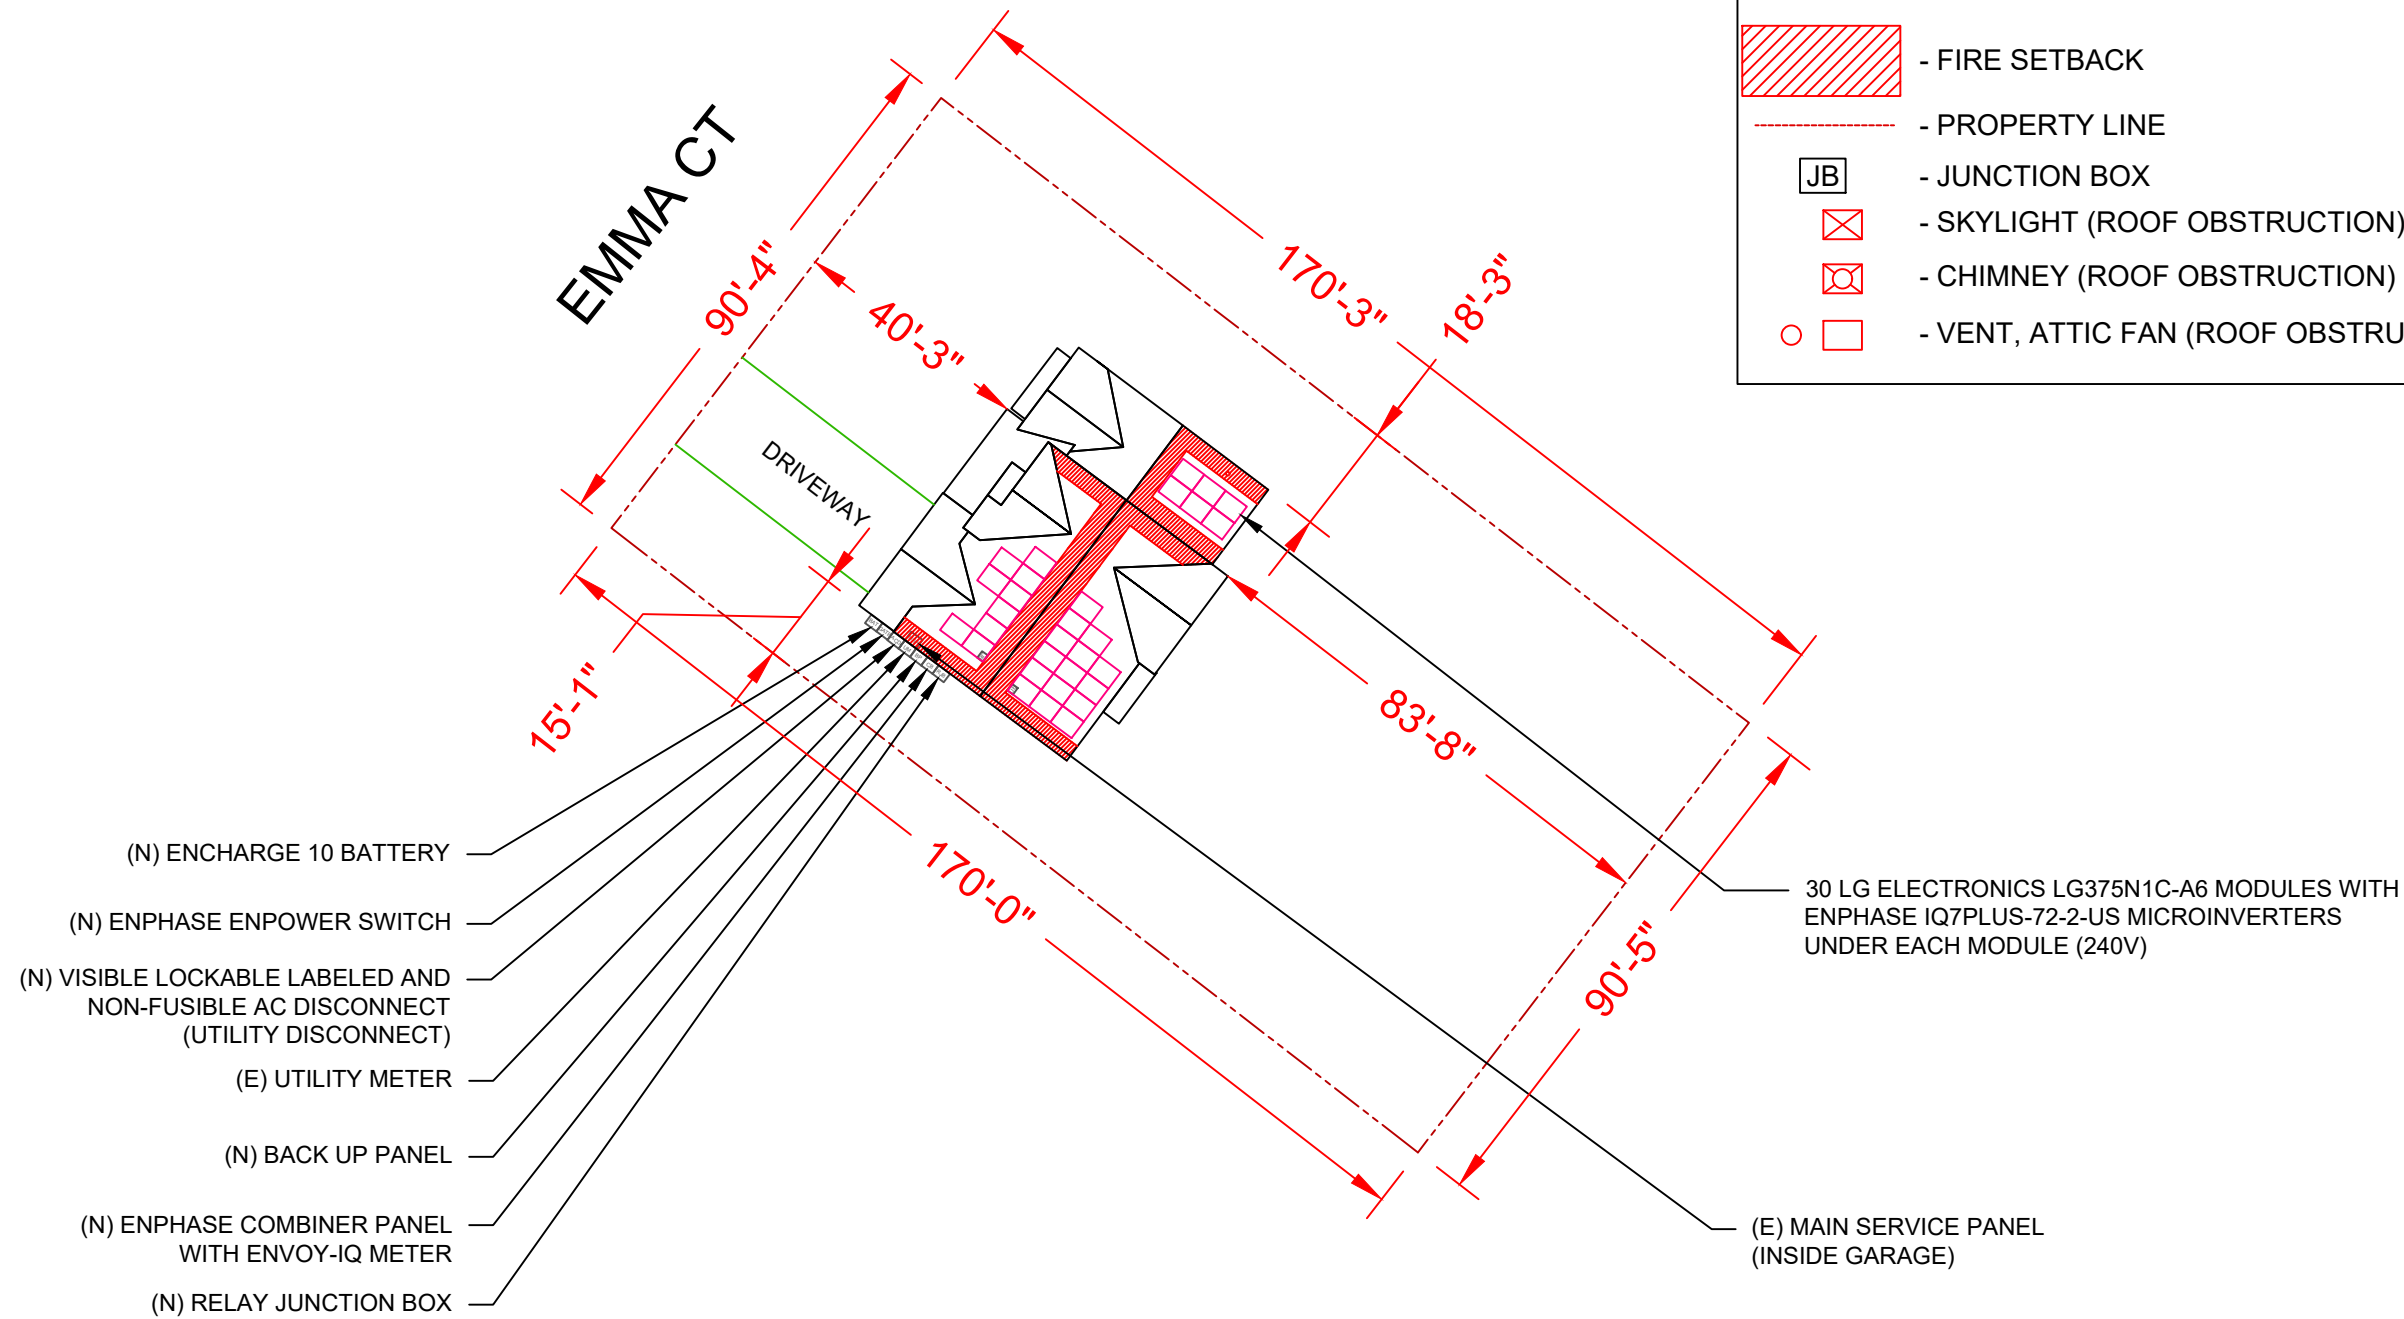 - FIRE SETBACK
- PROPERTY LINE
JB - JUNCTION BOX
- SKYLIGHT (ROOF OBSTRUCTION)
- CHIMNEY (ROOF OBSTRUCTION)
- VENT, ATTIC FAN (ROOF OBSTRU
EMMA CT
90'-4"
40'-3"
170'-3"
18'-3"
DRIVEWAY
15'-1"
83'-8"
170'-0"
90'-5"
(N) ENCHARGE 10 BATTERY
(N) ENPHASE ENPOWER SWITCH
(N) VISIBLE LOCKABLE LABELED AND
NON-FUSIBLE AC DISCONNECT
(UTILITY DISCONNECT)
(E) UTILITY METER
(N) BACK UP PANEL
(N) ENPHASE COMBINER PANEL
WITH ENVOY-IQ METER
(N) RELAY JUNCTION BOX
30 LG ELECTRONICS LG375N1C-A6 MODULES WITH
ENPHASE IQ7PLUS-72-2-US MICROINVERTERS
UNDER EACH MODULE (240V)
(E) MAIN SERVICE PANEL
(INSIDE GARAGE)